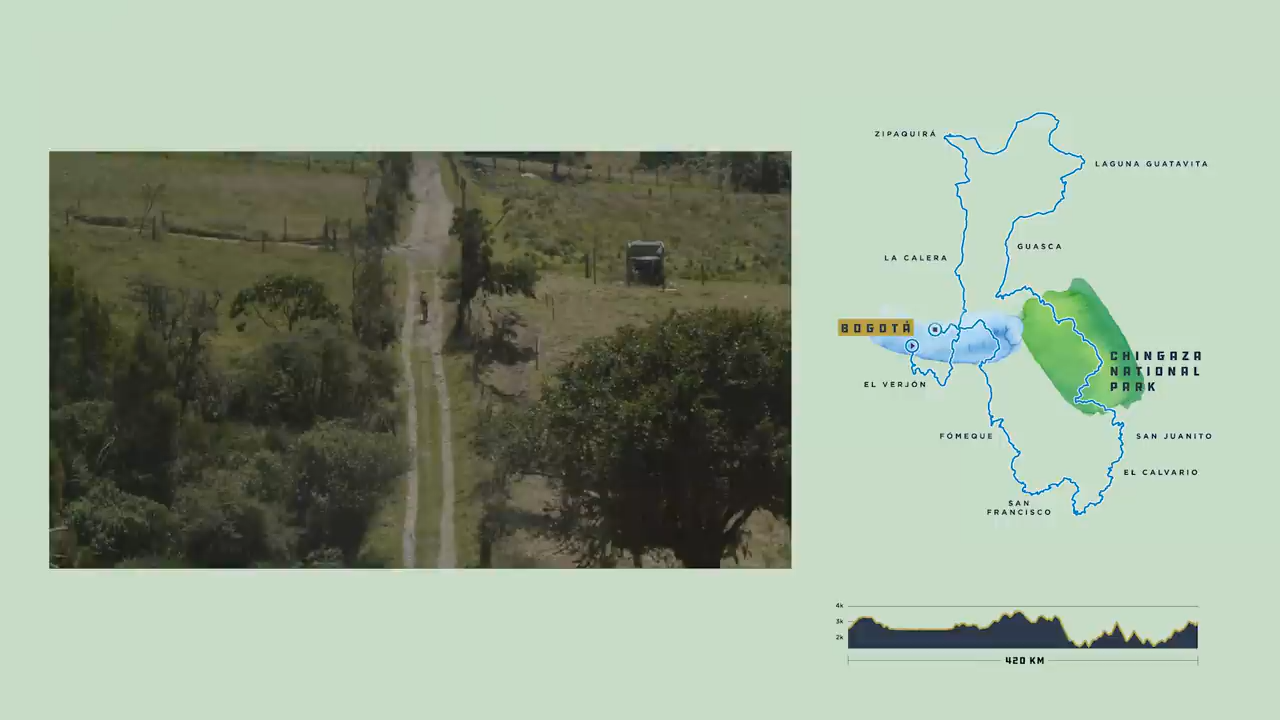 ZIPAQUIRÁ
LAGUNA GUATAVITA
GUASCA
LA CALERA
BOGOTÁ
CHINGAZA
NATIONAL
PARK
EL VERJÓN
FÓMEQUE
SAN JUANITO
EL CALVARIO
SAN
FRANCISCO
4k
3k
2k
420 KM